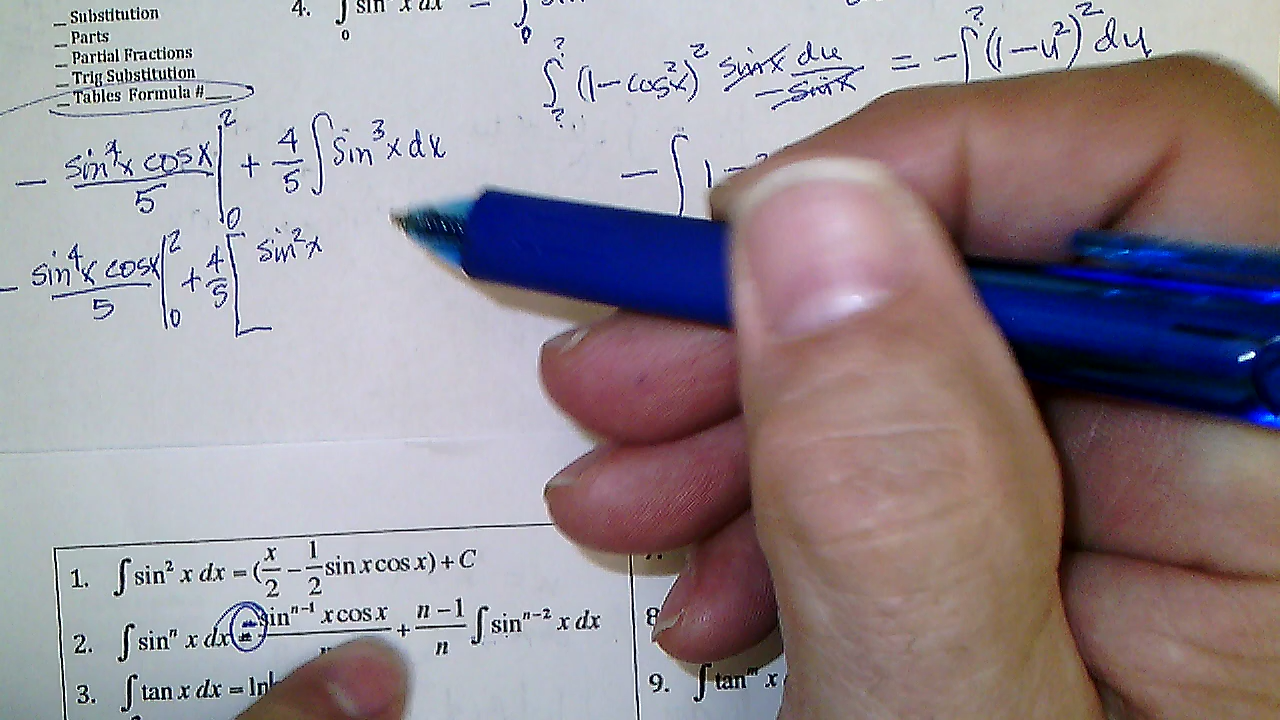 _ Substitution
_ Parts
_ Partial Fractions
_ Trig Substitution
_ Tables Formula #__
4. ∫₀ sin x dx = ∫₀
∫ (1-cos²x)² sinx du/-sinx = -∫ (1-u²)² du
- ∫ 1-
- sin⁴x cosx/5 |₀² + 4/5 ∫ sin³x dx
- sin⁴x cosx/5 |₀² + 4/5 [ sin²x
1. ∫ sin² x dx = (x/2 - 1/2 sin x cos x) + C
2. ∫ sinⁿ x dx = - sinⁿ⁻¹ x cos x + n-1/n ∫ sinⁿ⁻² x dx
3. ∫ tan x dx = ln
8
9. ∫ tan x